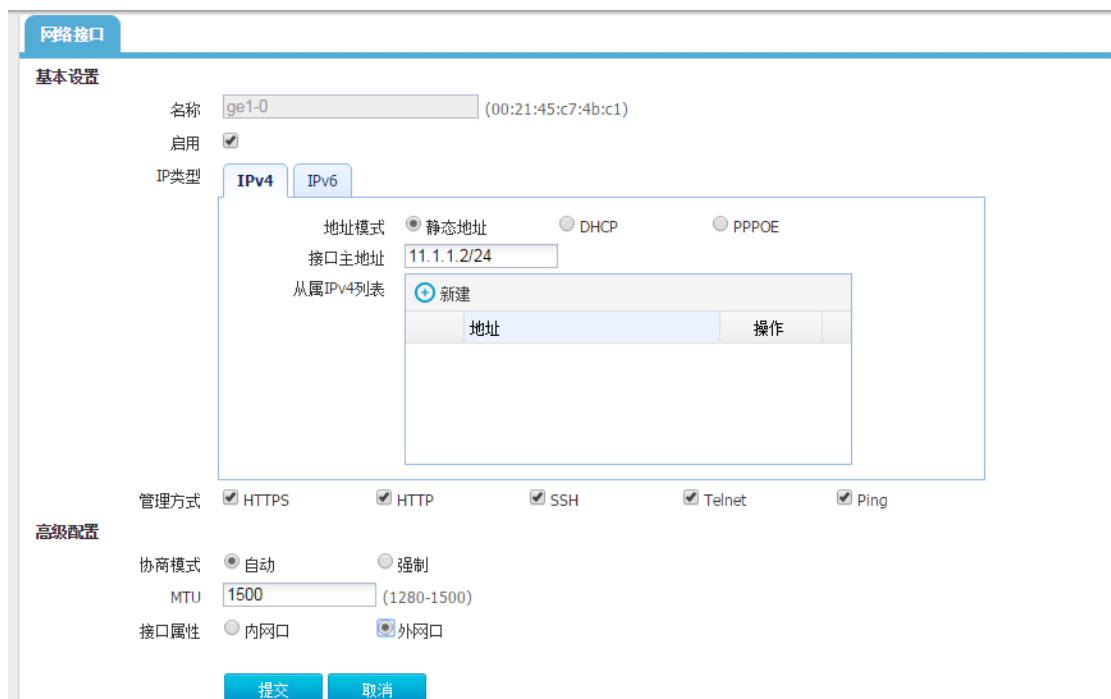 网络接口
基本设置
名称 ge1-0 (00:21:45:c7:4b:c1)
启用
IP类型 IPv4 IPv6
地址模式 静态地址 DHCP PPPOE
接口主地址 11.1.1.2/24
从属IPv4列表 新建
地址 操作
管理方式 HTTPS HTTP SSH Telnet Ping
高级配置
协商模式 自动 强制
MTU 1500 (1280-1500)
接口属性 内网口 外网口
提交 取消